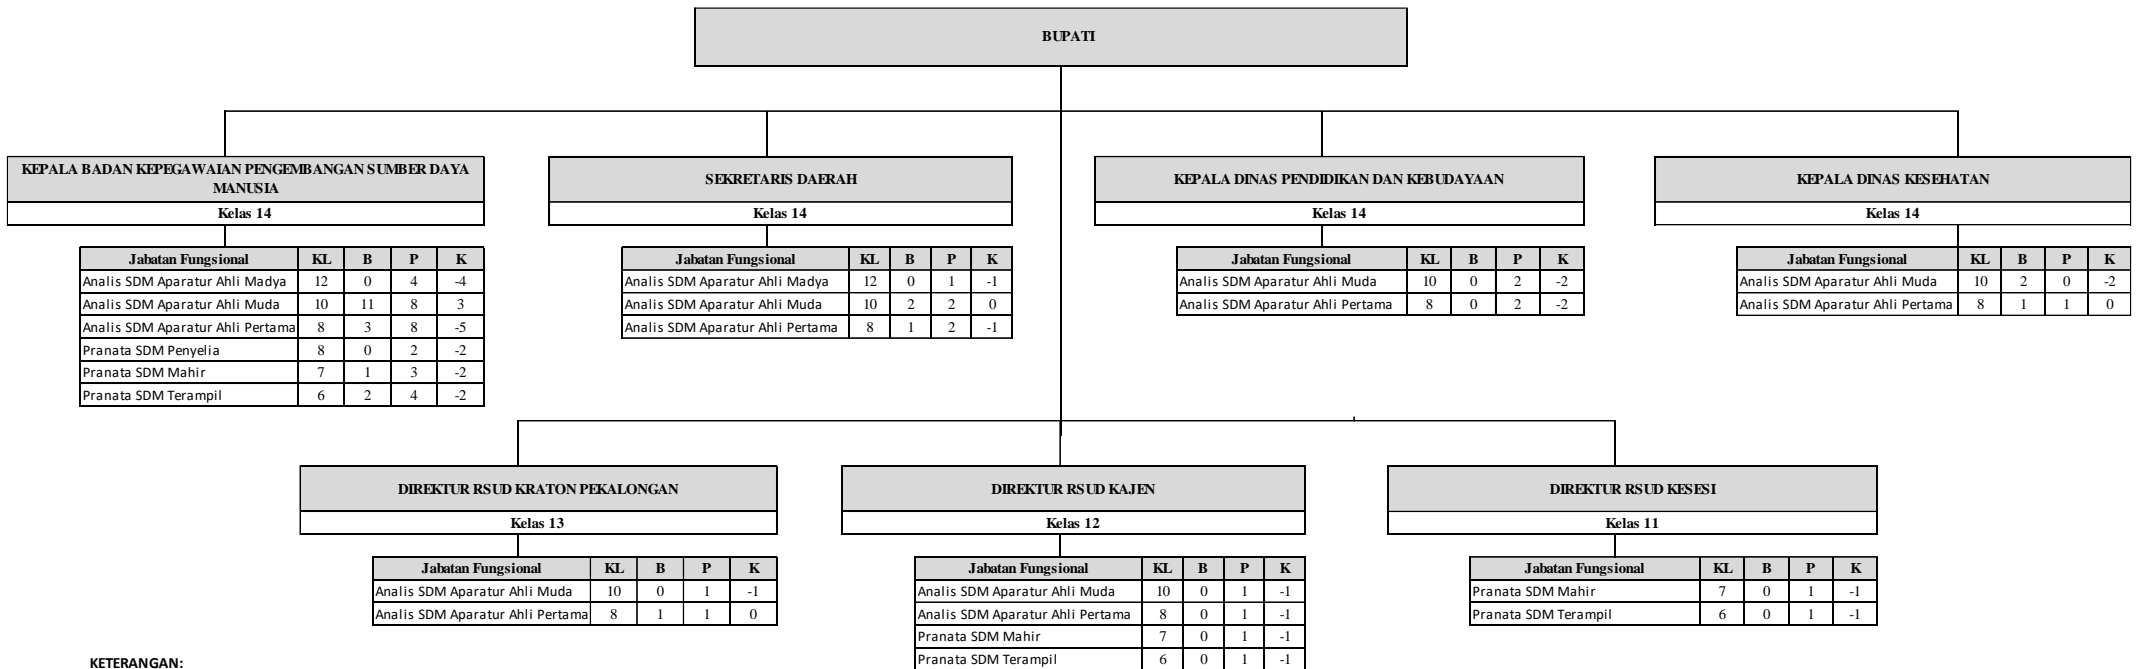 BUPATI
KEPALA BADAN KEPEGAWAIAN PENGEMBANGAN SUMBER DAYA
MANUSIA
Kelas 14
Jabatan Fungsional KL B P K
Analis SDM Aparatur Ahli Madya 12 0 4 -4
Analis SDM Aparatur Ahli Muda 10 11 8 3
Analis SDM Aparatur Ahli Pertama 8 3 8 -5
Pranata SDM Penyelia 8 0 2 -2
Pranata SDM Mahir 7 1 3 -2
Pranata SDM Terampil 6 2 4 -2
SEKRETARIS DAERAH
Kelas 14
Jabatan Fungsional KL B P K
Analis SDM Aparatur Ahli Madya 12 0 1 -1
Analis SDM Aparatur Ahli Muda 10 2 2 0
Analis SDM Aparatur Ahli Pertama 8 1 2 -1
KEPALA DINAS PENDIDIKAN DAN KEBUDAYAAN
Kelas 14
Jabatan Fungsional KL B P K
Analis SDM Aparatur Ahli Muda 10 0 2 -2
Analis SDM Aparatur Ahli Pertama 8 0 2 -2
KEPALA DINAS KESEHATAN
Kelas 14
Jabatan Fungsional KL B P K
Analis SDM Aparatur Ahli Muda 10 2 0 -2
Analis SDM Aparatur Ahli Pertama 8 1 1 0
DIREKTUR RSUD KRATON PEKALONGAN
Kelas 13
Jabatan Fungsional KL B P K
Analis SDM Aparatur Ahli Muda 10 0 1 -1
Analis SDM Aparatur Ahli Pertama 8 1 1 0
DIREKTUR RSUD KAJEN
Kelas 12
Jabatan Fungsional KL B P K
Analis SDM Aparatur Ahli Muda 10 0 1 -1
Analis SDM Aparatur Ahli Pertama 8 0 1 -1
Pranata SDM Mahir 7 0 1 -1
Pranata SDM Terampil 6 0 1 -1
DIREKTUR RSUD KESESI
Kelas 11
Jabatan Fungsional KL B P K
Pranata SDM Mahir 7 0 1 -1
Pranata SDM Terampil 6 0 1 -1
KETERANGAN: